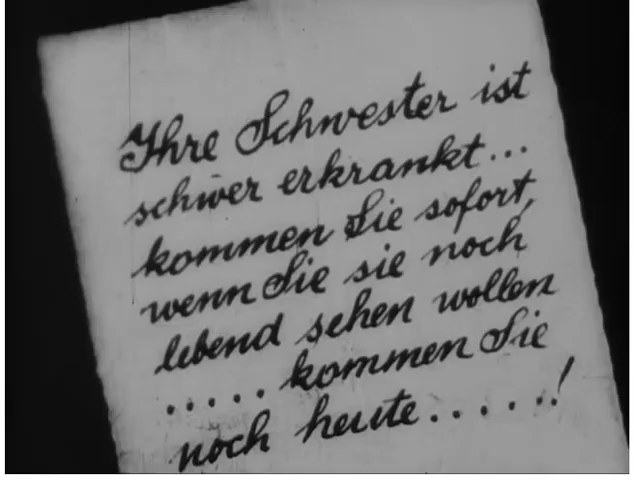 Ihre Schwester ist
schwer erkrankt...
kommen Sie sofort,
wenn Sie sie noch
lebend sehen wollen
..... kommen Sie
noch heute.....!